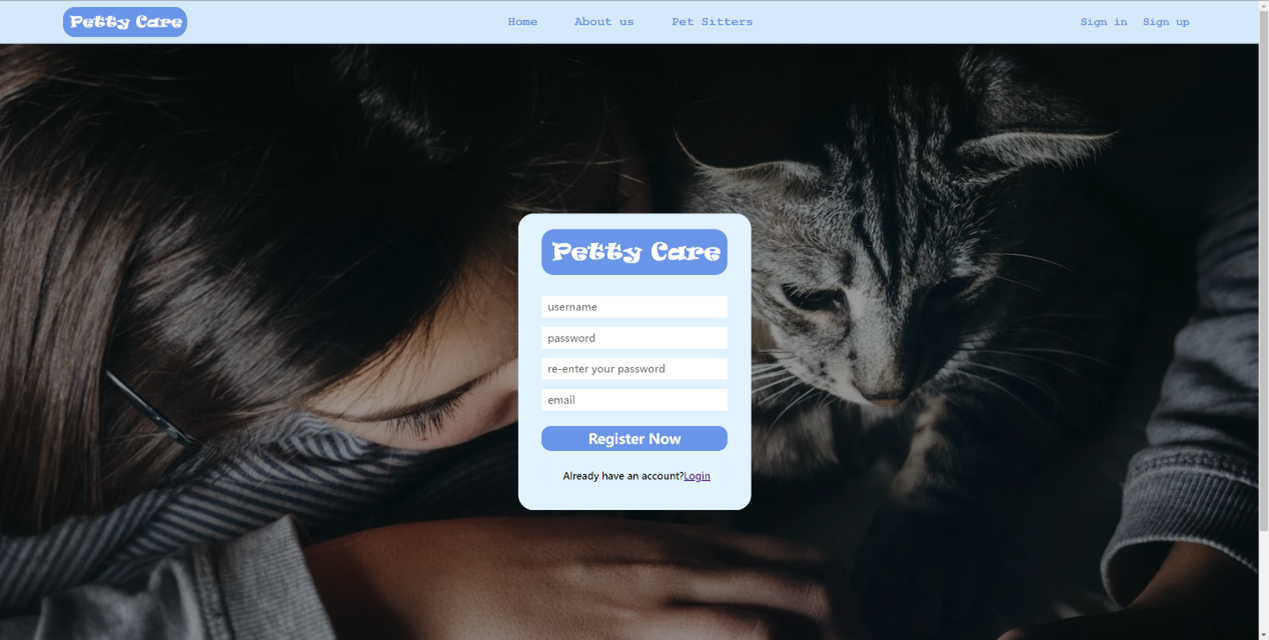 Petty Care
Home About us Pet Sitters
Sign in Sign up
Petty Care
username
password
re-enter your password
email
Register Now
Already have an account?Login